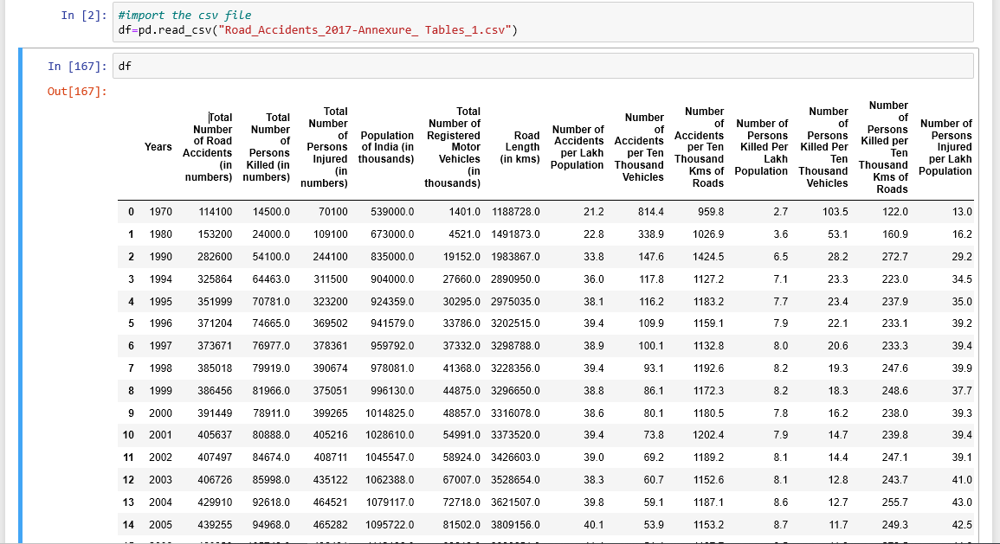 In [2]: #import the csv file
df=pd.read_csv("Road_Accidents_2017-Annexure_ Tables_1.csv")
In [167]: df
Out[167]:
Years Total Number of Road Accidents (in numbers) Total Number of Persons Killed (in numbers) Total Number of Persons Injured (in numbers) Population of India (in thousands) Total Number of Registered Motor Vehicles (in thousands) Road Length (in kms) Number of Accidents per Lakh Population Number of Accidents per Ten Thousand Vehicles Number of Accidents per Ten Thousand Kms of Roads Number of Persons Killed Per Lakh Population Number of Persons Killed Per Ten Thousand Vehicles Number of Persons Killed per Ten Thousand Kms of Roads Number of Persons Injured per Lakh Population
0 1970 114100 14500.0 70100 539000.0 1401.0 1188728.0 21.2 814.4 959.8 2.7 103.5 122.0 13.0
1 1980 153200 24000.0 109100 673000.0 4521.0 1491873.0 22.8 338.9 1026.9 3.6 53.1 160.9 16.2
2 1990 282600 54100.0 244100 835000.0 19152.0 1983867.0 33.8 147.6 1424.5 6.5 28.2 272.7 29.2
3 1994 325864 64463.0 311500 904000.0 27660.0 2890950.0 36.0 117.8 1127.2 7.1 23.3 223.0 34.5
4 1995 351999 70781.0 323200 924359.0 30295.0 2975035.0 38.1 116.2 1183.2 7.7 23.4 237.9 35.0
5 1996 371204 74665.0 369502 941579.0 33786.0 3202515.0 39.4 109.9 1159.1 7.9 22.1 233.1 39.2
6 1997 373671 76977.0 378361 959792.0 37332.0 3298788.0 38.9 100.1 1132.8 8.0 20.6 233.3 39.4
7 1998 385018 79919.0 390674 978081.0 41368.0 3228356.0 39.4 93.1 1192.6 8.2 19.3 247.6 39.9
8 1999 386456 81966.0 375051 996130.0 44875.0 3296650.0 38.8 86.1 1172.3 8.2 18.3 248.6 37.7
9 2000 391449 78911.0 399265 1014825.0 48857.0 3316078.0 38.6 80.1 1180.5 7.8 16.2 238.0 39.3
10 2001 405637 80888.0 405216 1028610.0 54991.0 3373520.0 39.4 73.8 1202.4 7.9 14.7 239.8 39.4
11 2002 407497 84674.0 408711 1045547.0 58924.0 3426603.0 39.0 69.2 1189.2 8.1 14.4 247.1 39.1
12 2003 406726 85998.0 435122 1062388.0 67007.0 3528654.0 38.3 60.7 1152.6 8.1 12.8 243.7 41.0
13 2004 429910 92618.0 464521 1079117.0 72718.0 3621507.0 39.8 59.1 1187.1 8.6 12.7 255.7 43.0
14 2005 439255 94968.0 465282 1095722.0 81502.0 3809156.0 40.1 53.9 1153.2 8.7 11.7 249.3 42.5